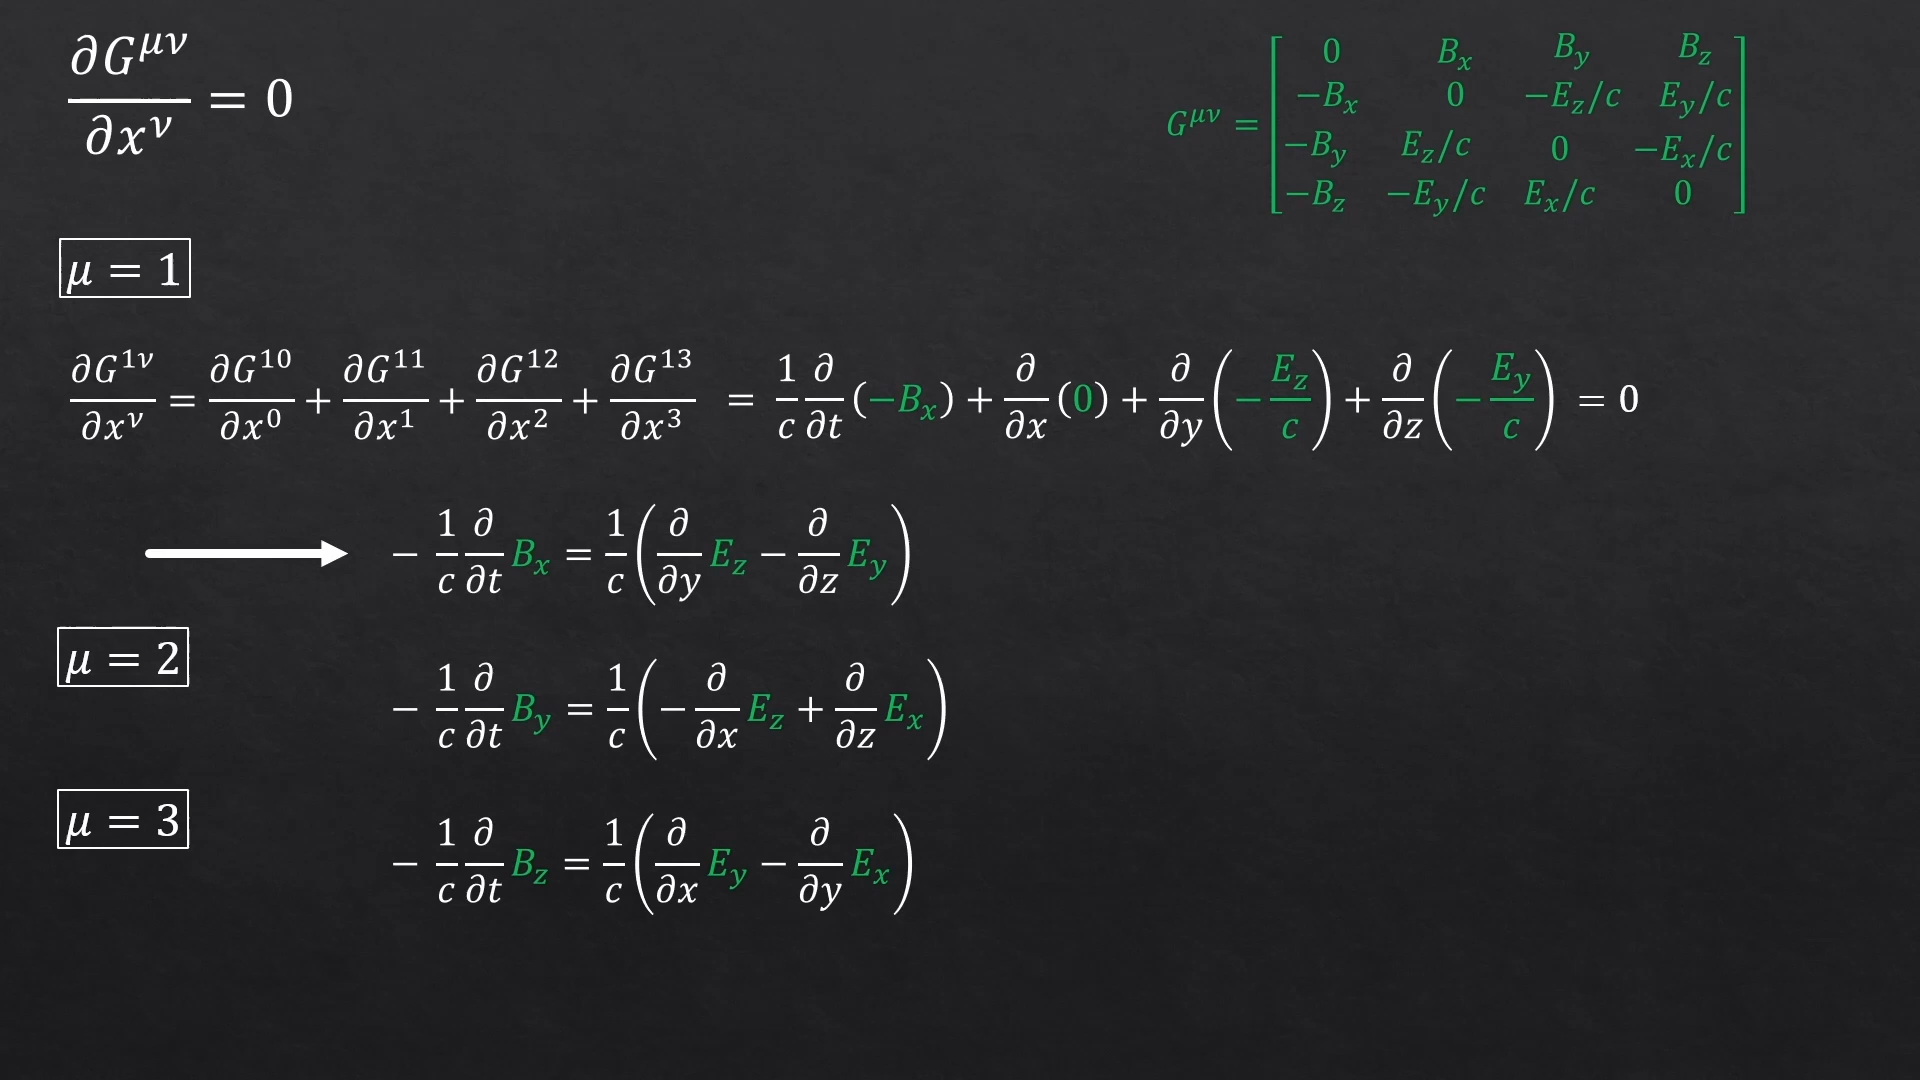 ∂G^{μν}/∂x^ν = 0
G^{μν} = [0 B_x B_y B_z
−B_x 0 −E_z/c E_y/c
−B_y E_z/c 0 −E_x/c
−B_z −E_y/c E_x/c 0]
μ = 1
∂G^{1ν}/∂x^ν = ∂G^{10}/∂x^0 + ∂G^{11}/∂x^1 + ∂G^{12}/∂x^2 + ∂G^{13}/∂x^3 = 1/c ∂/∂t (−B_x) + ∂/∂x (0) + ∂/∂y (−E_z/c) + ∂/∂z (−E_y/c) = 0
− 1/c ∂/∂t B_x = 1/c (∂/∂y E_z − ∂/∂z E_y)
μ = 2
− 1/c ∂/∂t B_y = 1/c (−∂/∂x E_z + ∂/∂z E_x)
μ = 3
− 1/c ∂/∂t B_z = 1/c (∂/∂x E_y − ∂/∂y E_x)